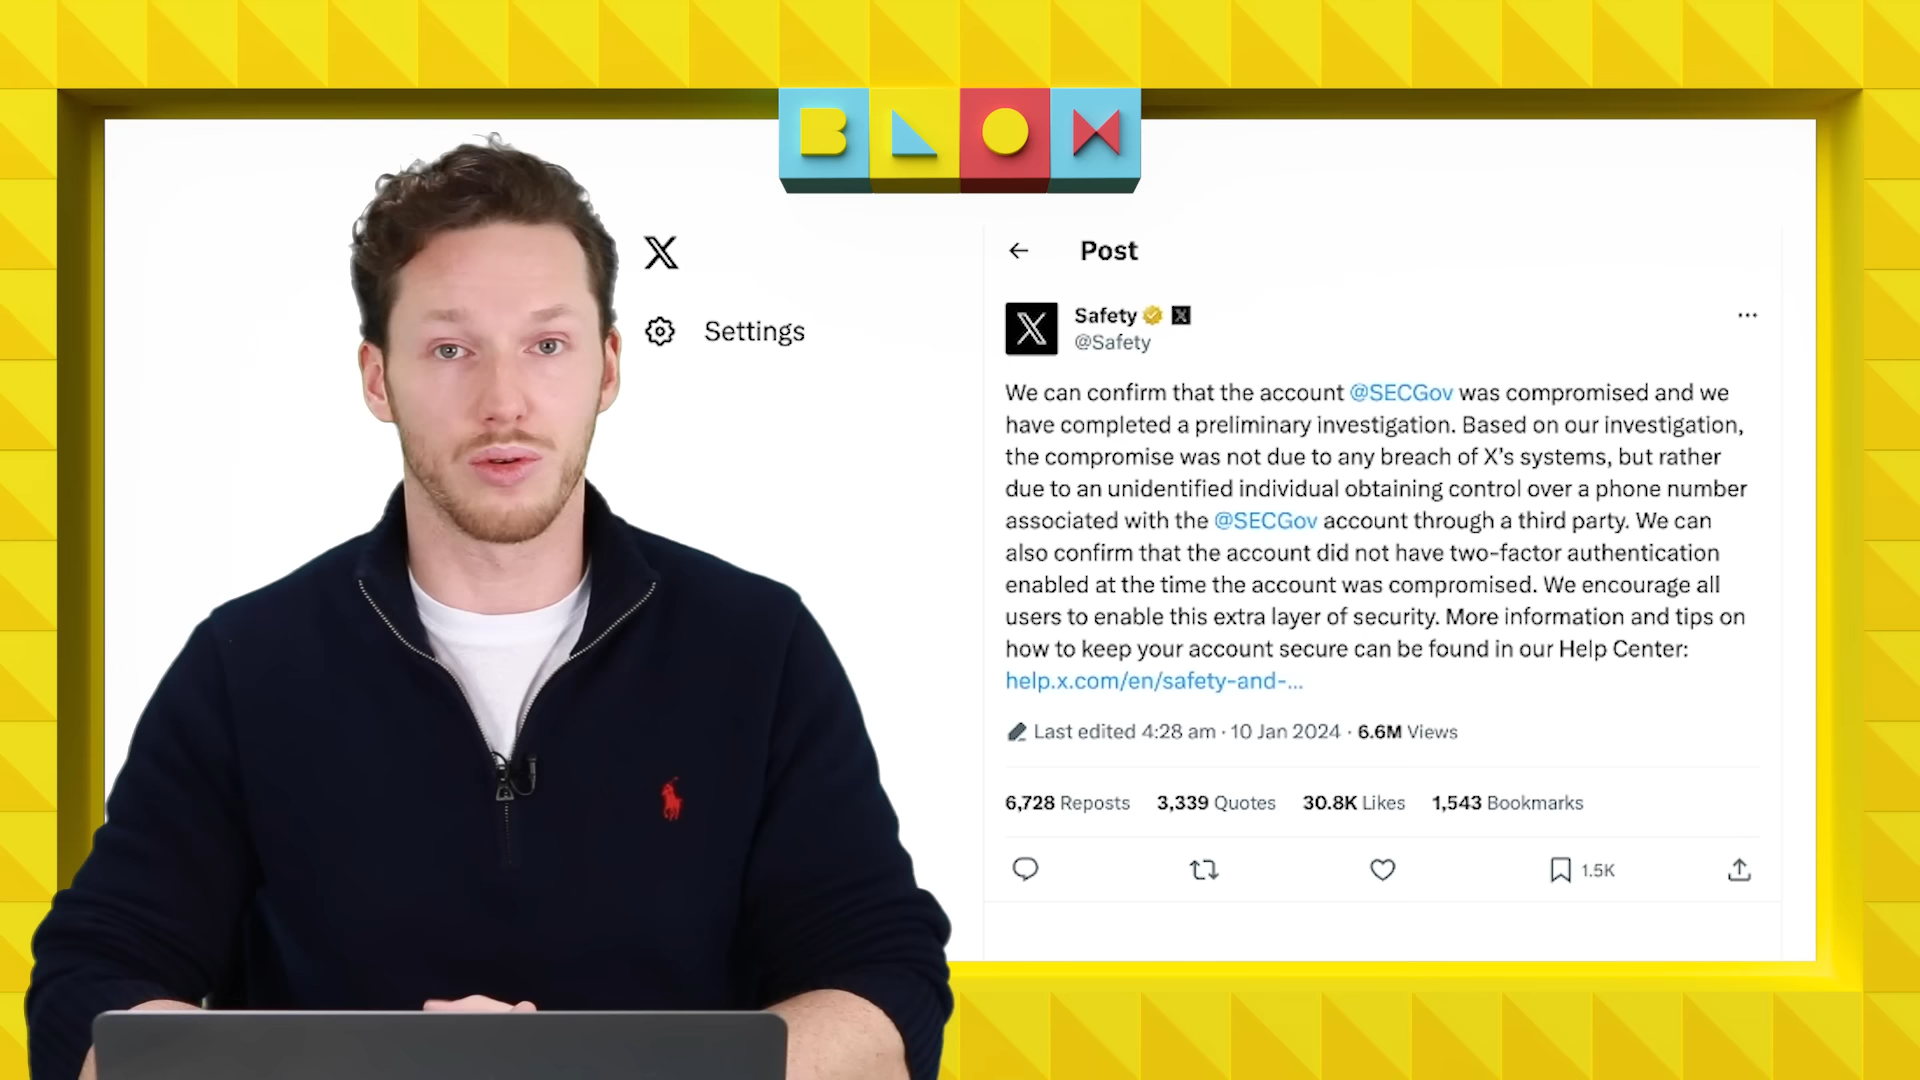 BLOX
X
Settings
Post
Safety
@Safety
We can confirm that the account @SECGov was compromised and we
have completed a preliminary investigation. Based on our investigation,
the compromise was not due to any breach of X's systems, but rather
due to an unidentified individual obtaining control over a phone number
associated with the @SECGov account through a third party. We can
also confirm that the account did not have two-factor authentication
enabled at the time the account was compromised. We encourage all
users to enable this extra layer of security. More information and tips on
how to keep your account secure can be found in our Help Center:
help.x.com/en/safety-and-...
Last edited 4:28 am · 10 Jan 2024 · 6.6M Views
6,728 Reposts 3,339 Quotes 30.8K Likes 1,543 Bookmarks
1.5K